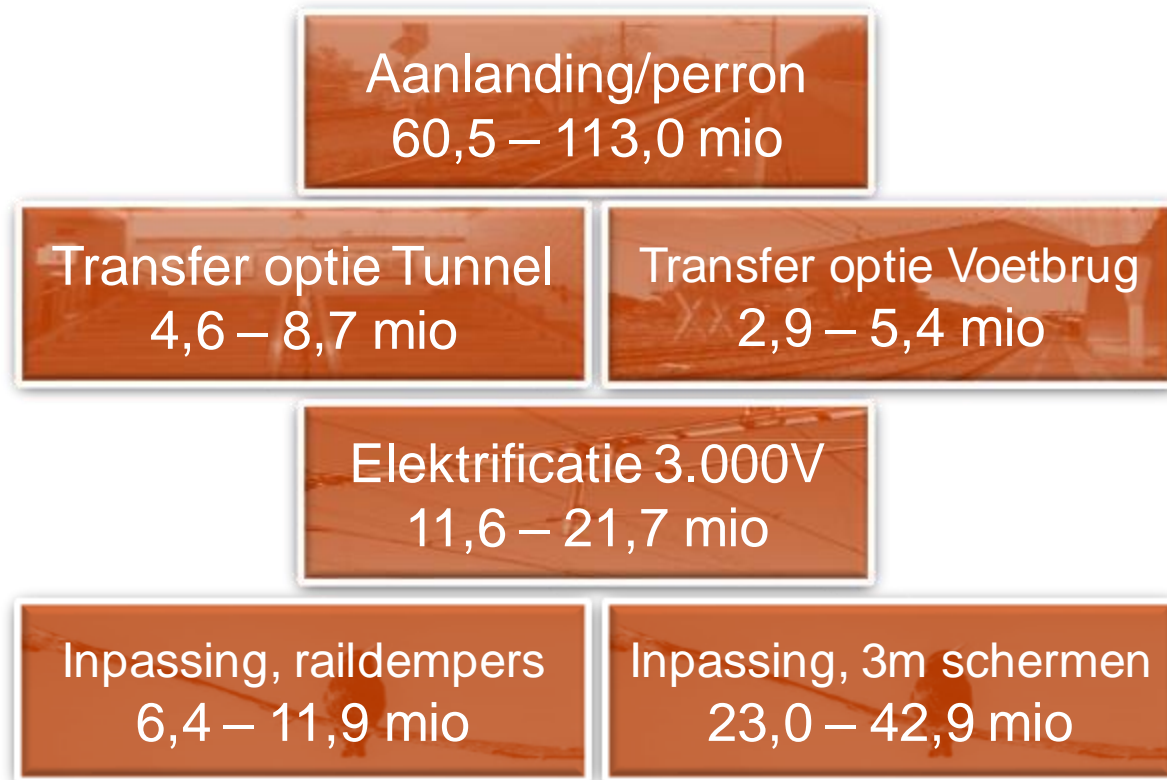 Aanlanding/perron
60,5 – 113,0 mio
Transfer optie Tunnel
4,6 – 8,7 mio
Transfer optie Voetbrug
2,9 – 5,4 mio
Elektrificatie 3.000V
11,6 – 21,7 mio
Inpassing, raildempers
6,4 – 11,9 mio
Inpassing, 3m schermen
23,0 – 42,9 mio